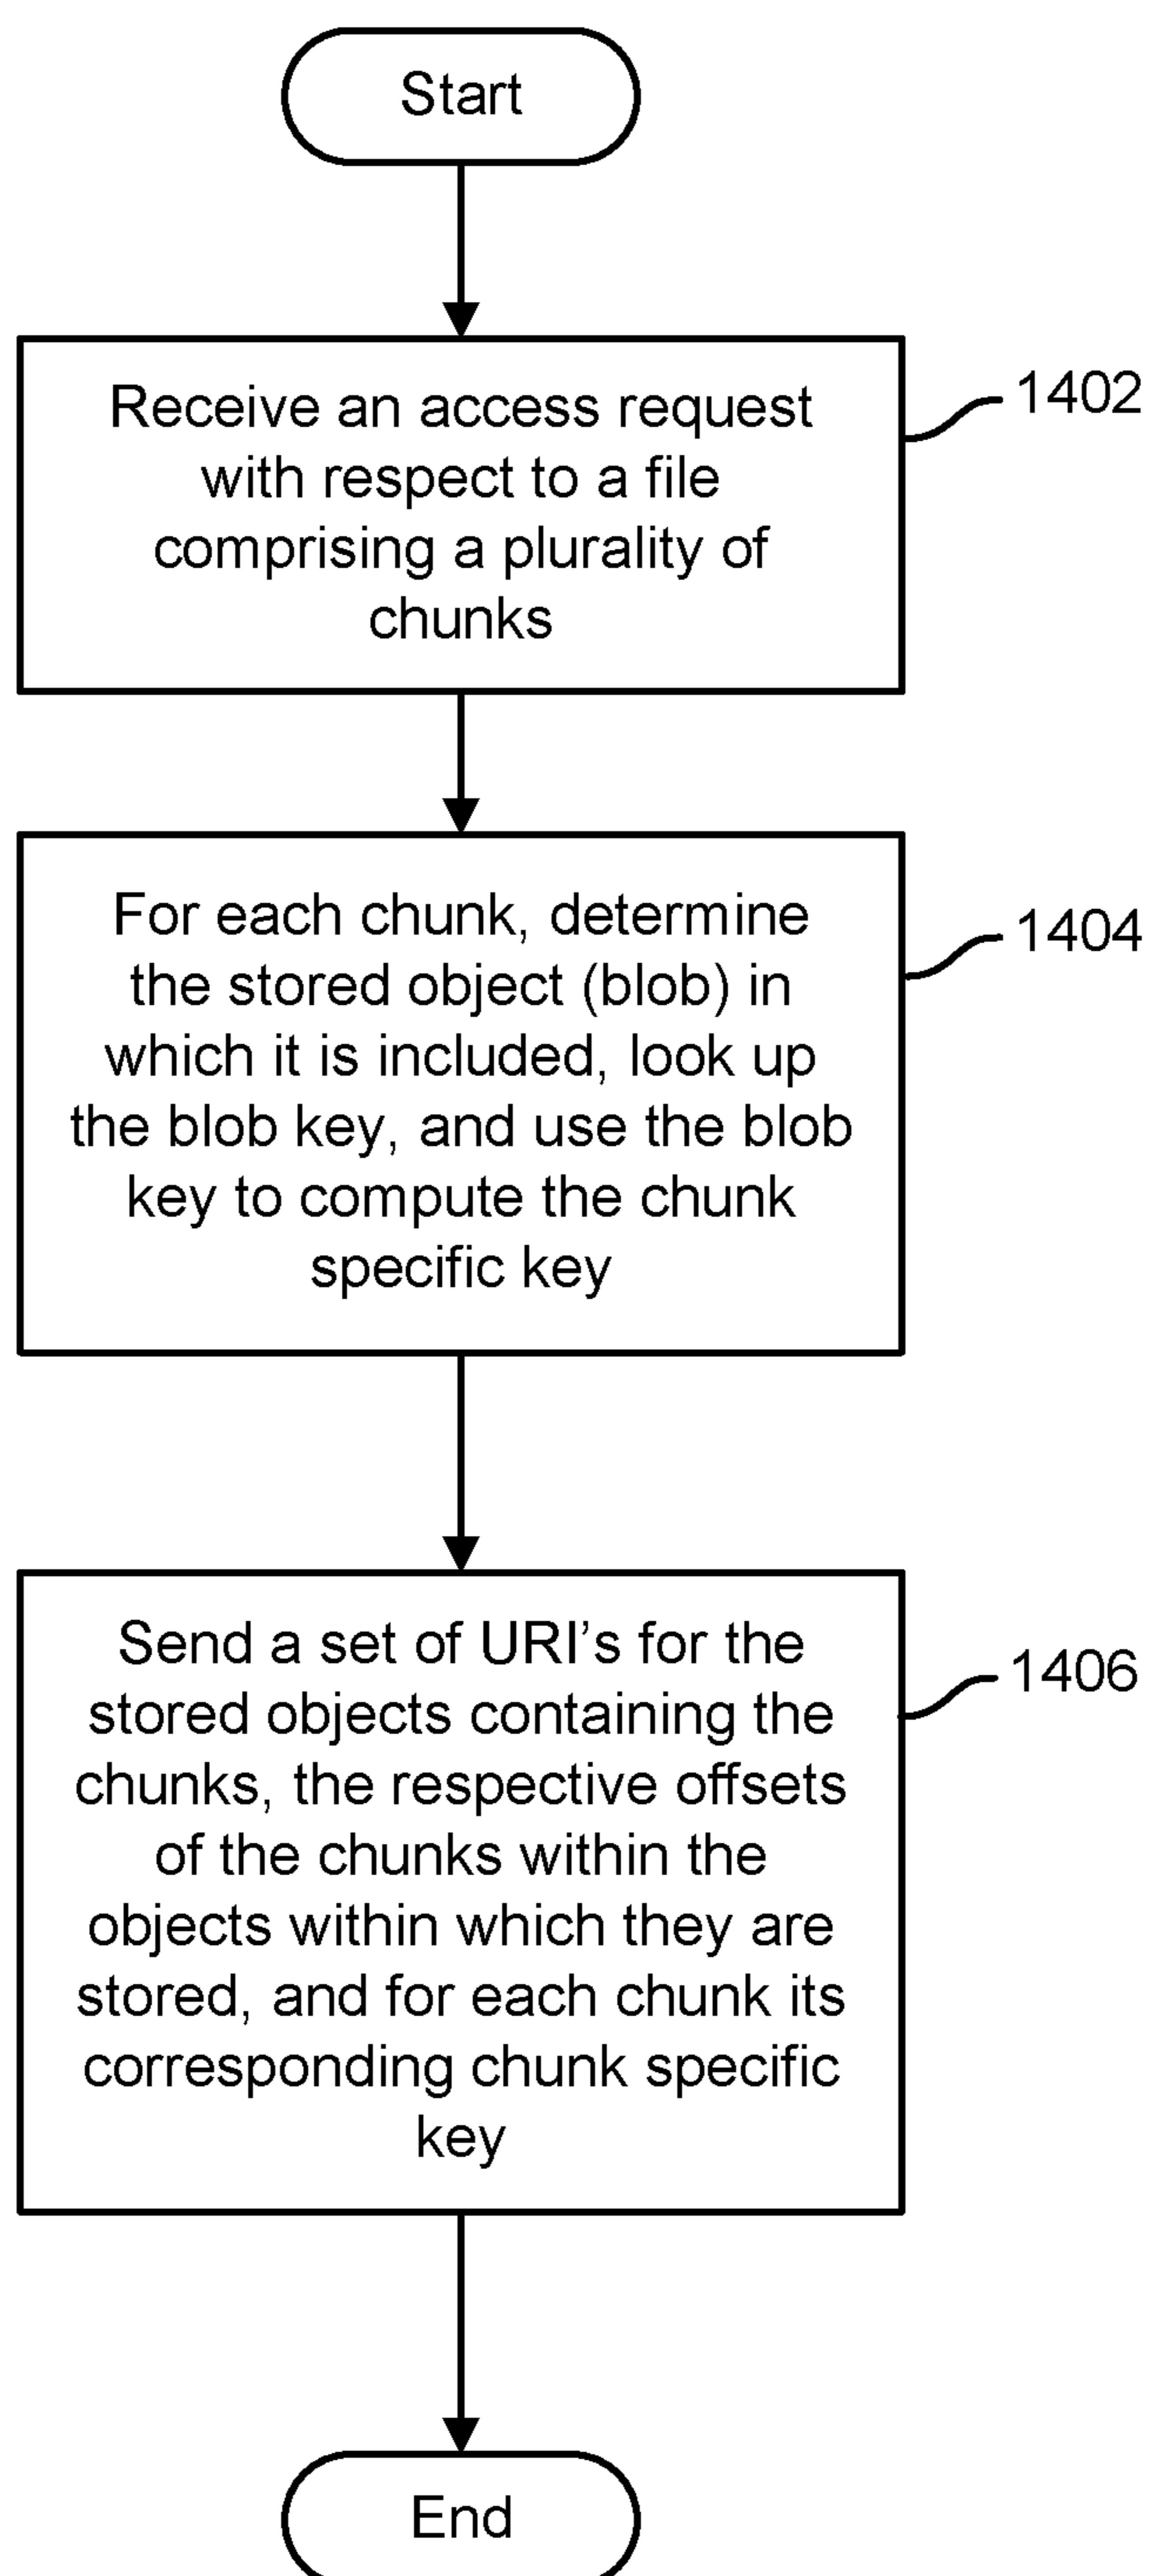 Start
Receive an access request
with respect to a file
comprising a plurality of
chunks
1402
For each chunk, determine
the stored object (blob) in
which it is included, look up
the blob key, and use the blob
key to compute the chunk
specific key
1404
Send a set of URI's for the
stored objects containing the
chunks, the respective offsets
of the chunks within the
objects within which they are
stored, and for each chunk its
corresponding chunk specific
key
1406
End